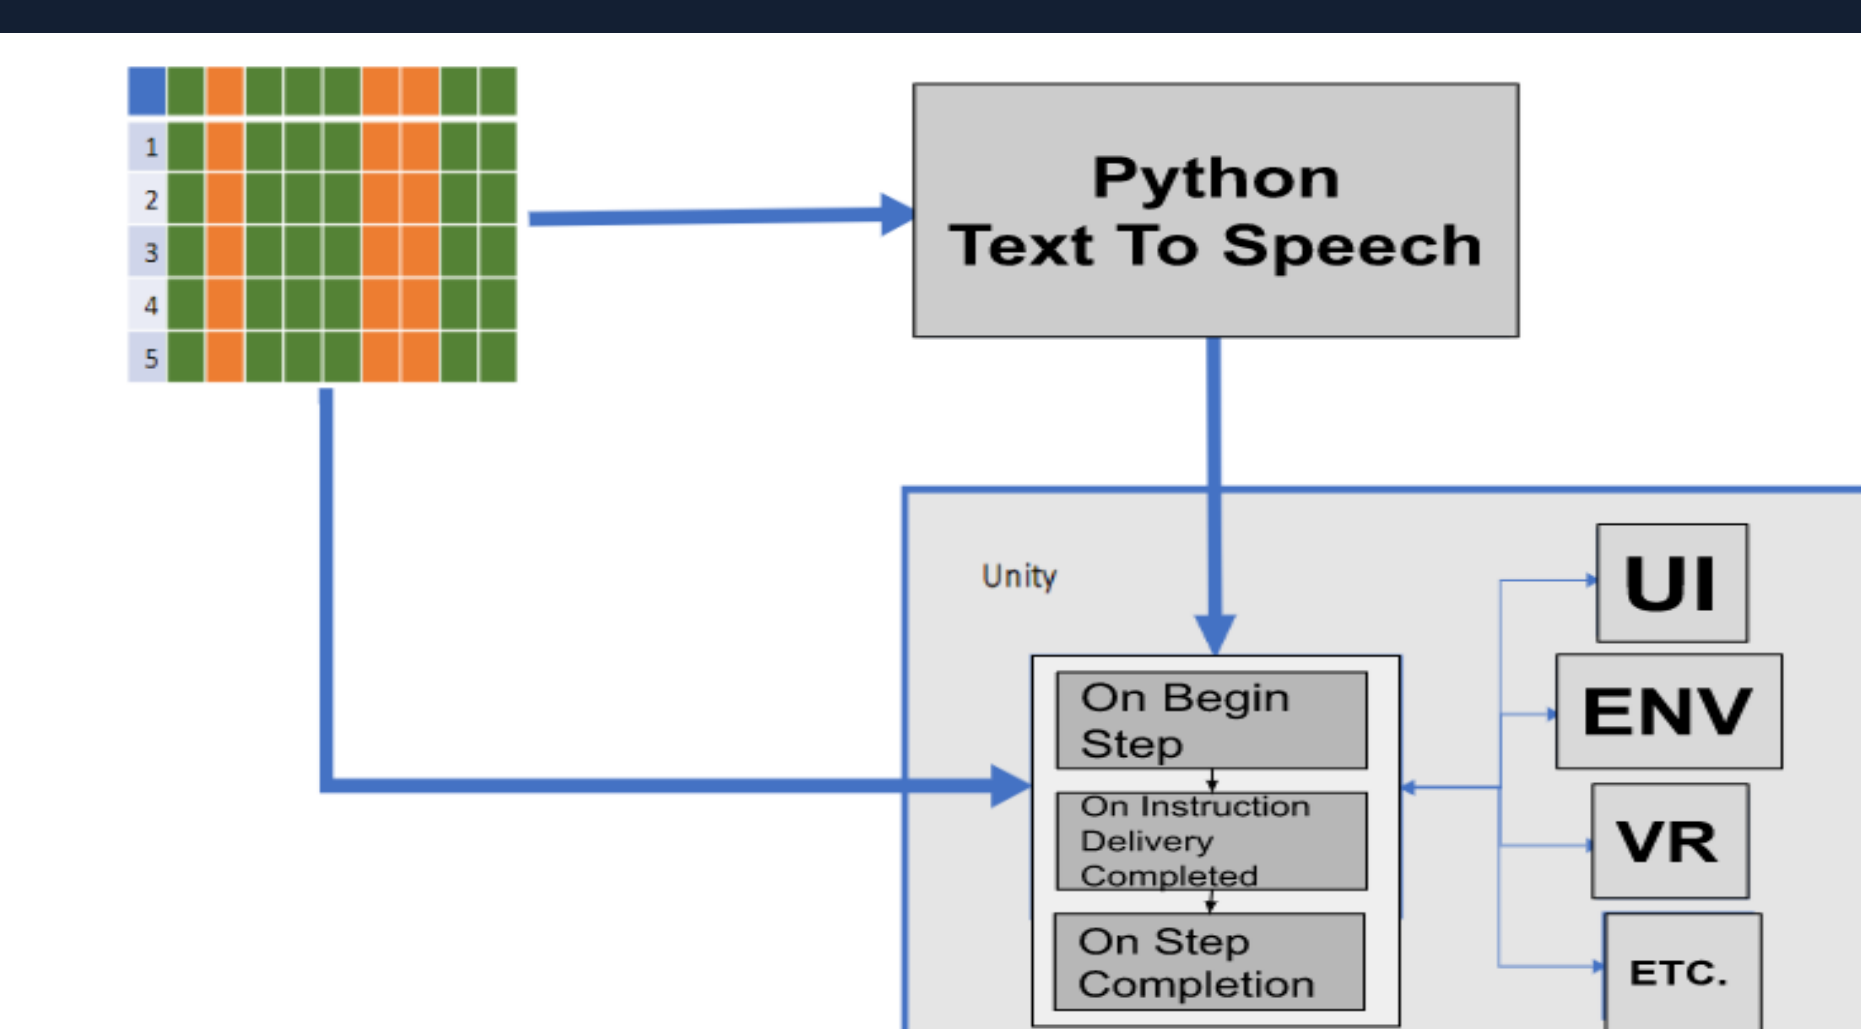 1
2
3
4
5
Python
Text To Speech
Unity
On Begin
Step
On Instruction
Delivery
Completed
On Step
Completion
UI
ENV
VR
ETC.